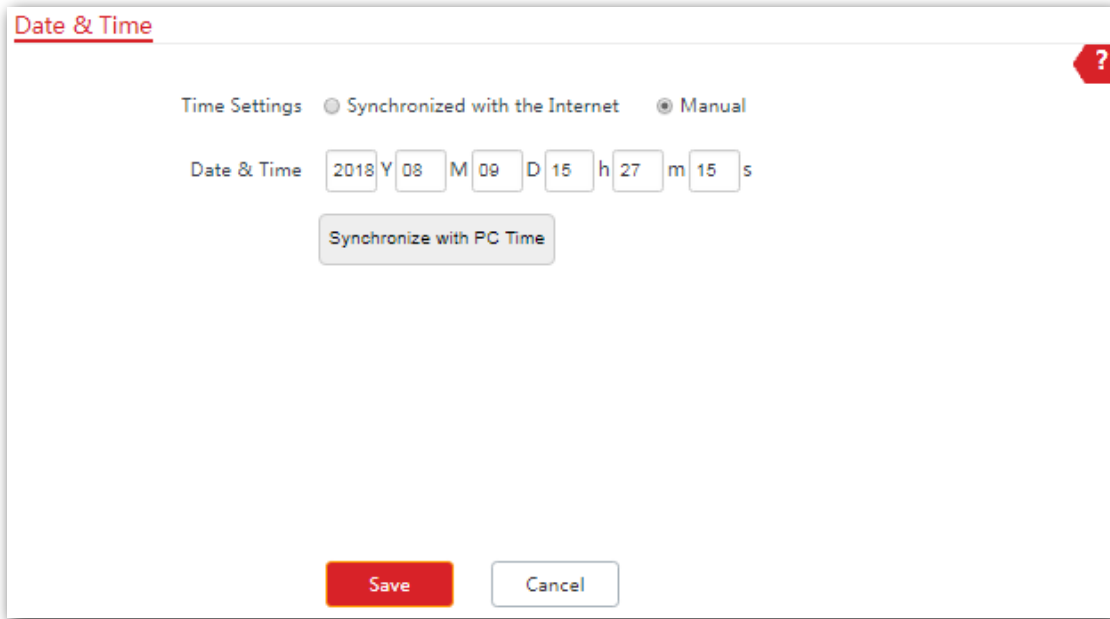 Date & Time
?
Time Settings Synchronized with the Internet Manual
Date & Time 2018 Y 08 M 09 D 15 h 27 m 15 s
Synchronize with PC Time
Save Cancel